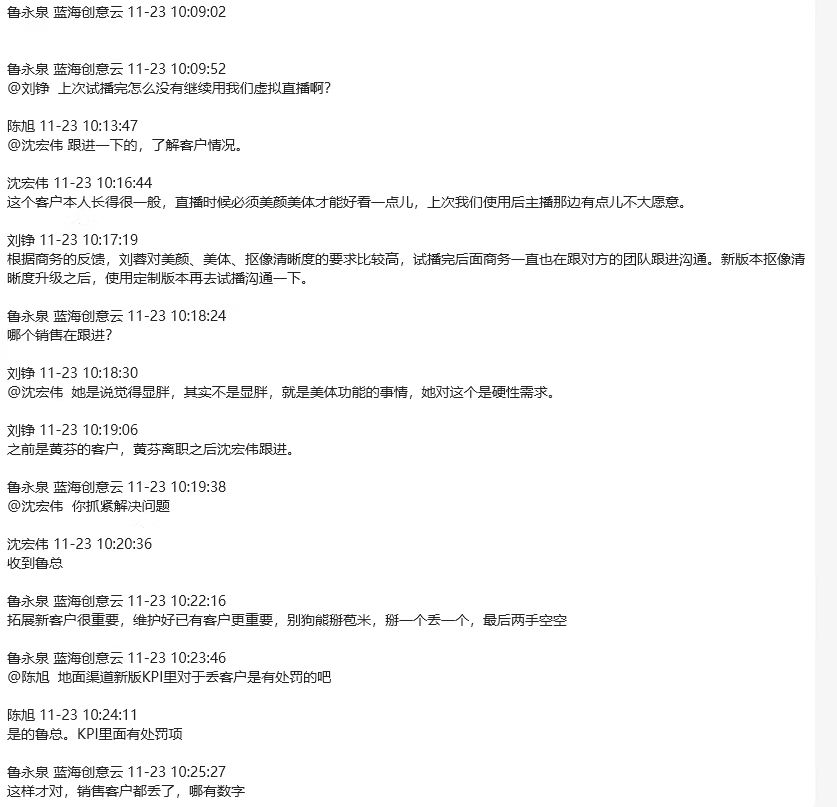 鲁永泉 蓝海创意云 11-23 10:09:02
鲁永泉 蓝海创意云 11-23 10:09:52
@刘铮  上次试播完怎么没有继续用我们虚拟直播啊?
陈旭 11-23 10:13:47
@沈宏伟 跟进一下的，了解客户情况。
沈宏伟 11-23 10:16:44
这个客户本人长得很一般，直播时候必须美颜美体才能好看一点儿，上次我们使用后主播那边有点儿不大愿意。
刘铮 11-23 10:17:19
根据商务的反馈，刘蓉对美颜、美体、抠像清晰度的要求比较高，试播完后面商务一直也在跟对方的团队跟进沟通。新版本抠像清
晰度升级之后，使用定制版本再去试播沟通一下。
鲁永泉 蓝海创意云 11-23 10:18:24
哪个销售在跟进?
刘铮 11-23 10:18:30
@沈宏伟  她是说觉得显胖，其实不是显胖，就是美体功能的事情，她对这个是硬性需求。
刘铮 11-23 10:19:06
之前是黄芬的客户，黄芬离职之后沈宏伟跟进。
鲁永泉 蓝海创意云 11-23 10:19:38
@沈宏伟  你抓紧解决问题
沈宏伟 11-23 10:20:36
收到鲁总
鲁永泉 蓝海创意云 11-23 10:22:16
拓展新客户很重要，维护好已有客户更重要，别狗熊掰苞米，掰一个丢一个，最后两手空空
鲁永泉 蓝海创意云 11-23 10:23:46
@陈旭  地面渠道新版KPI里对于丢客户是有处罚的吧
陈旭 11-23 10:24:11
是的鲁总。KPI里面有处罚项
鲁永泉 蓝海创意云 11-23 10:25:27
这样才对，销售客户都丢了，哪有数字